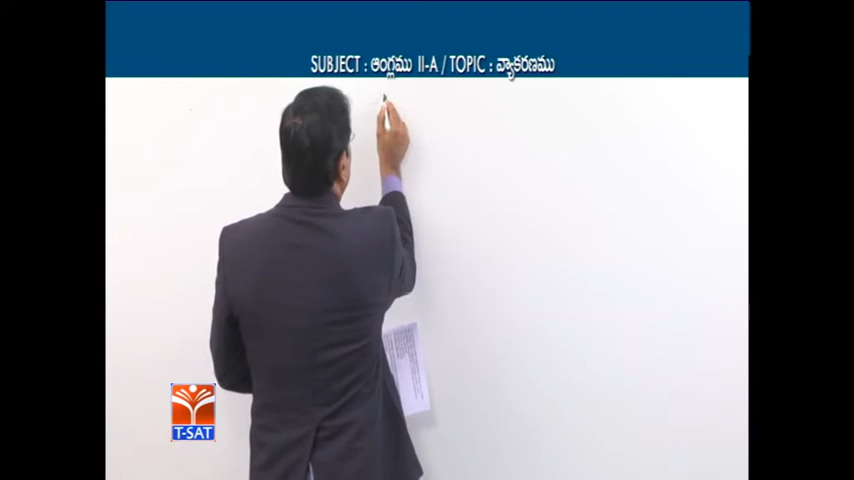 SUBJECT : ఆంగ్లము II-A / TOPIC : వ్యాకరణము
T-SAT